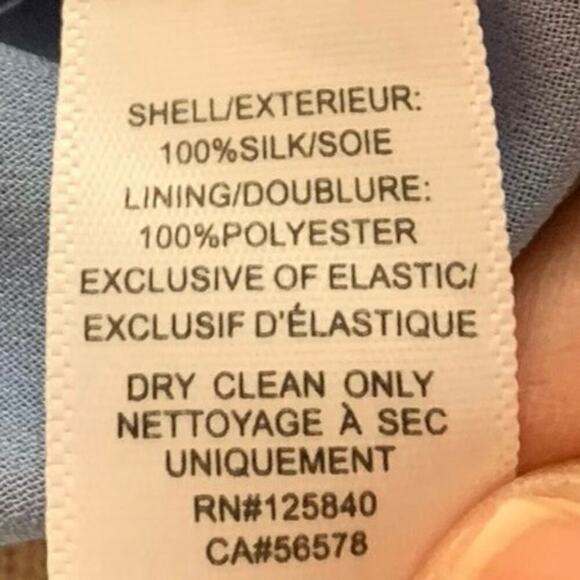 SHELL/EXTERIEUR:
100%SILK/SOIE
LINING/DOUBLURE:
100%POLYESTER
EXCLUSIVE OF ELASTIC/
EXCLUSIF D'ÉLASTIQUE
DRY CLEAN ONLY
NETTOYAGE À SEC
UNIQUEMENT
RN#125840
CA#56578